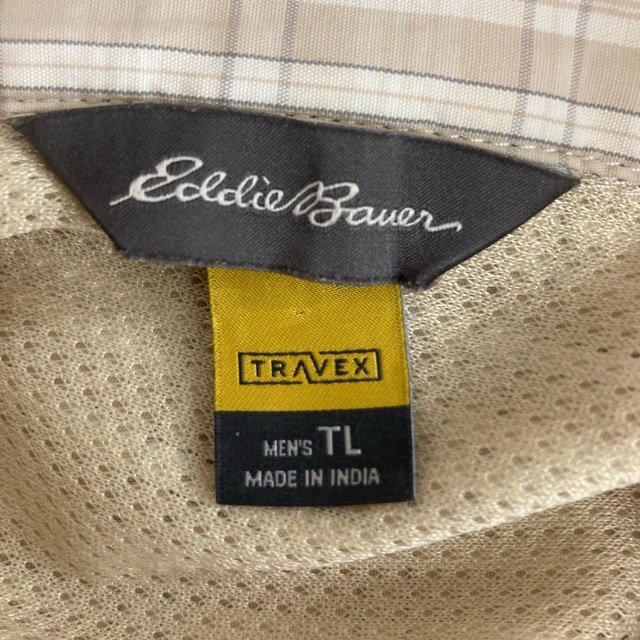 Eddie Bauer
TRAVEX
MEN'S TL
MADE IN INDIA